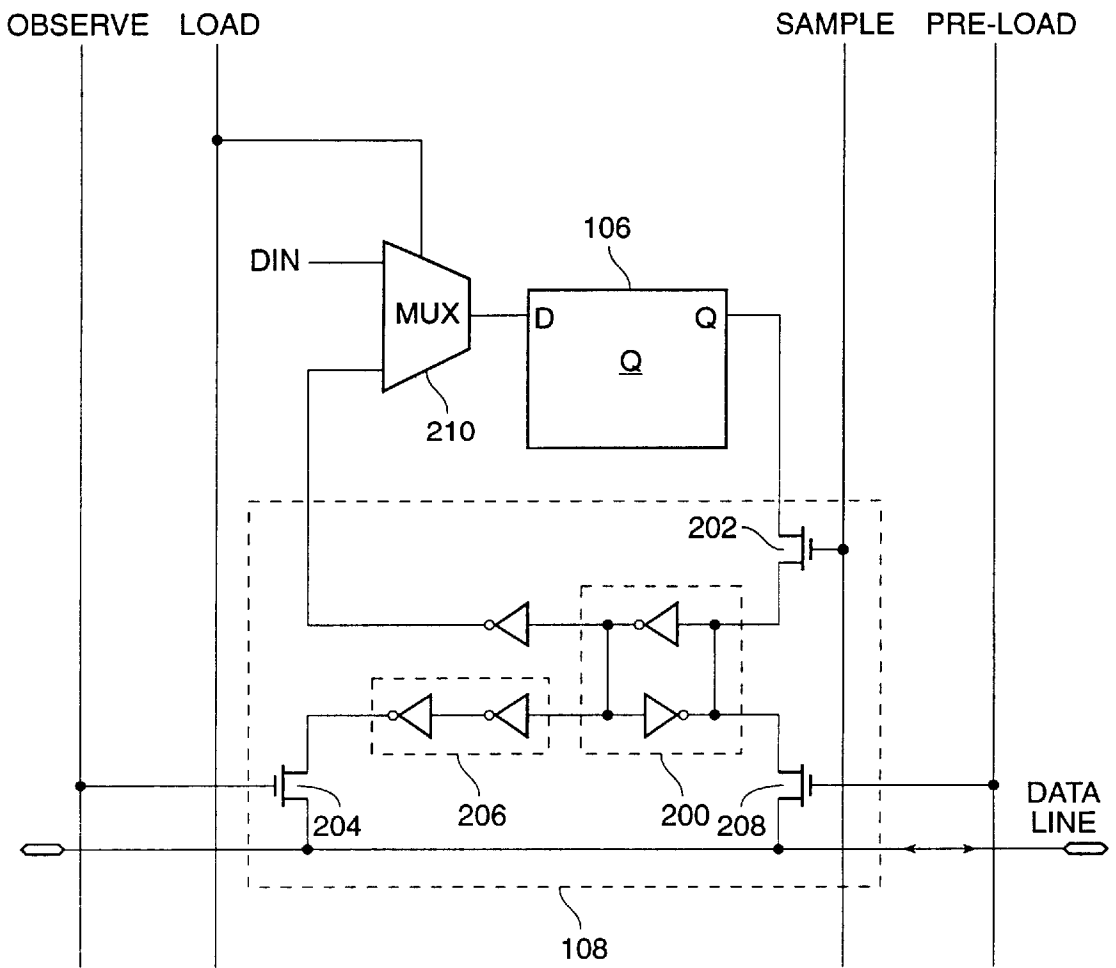 OBSERVE LOAD SAMPLE PRE-LOAD
106
DIN
MUX
D Q
Q
210
202
206 200 208
204
DATA
LINE
108